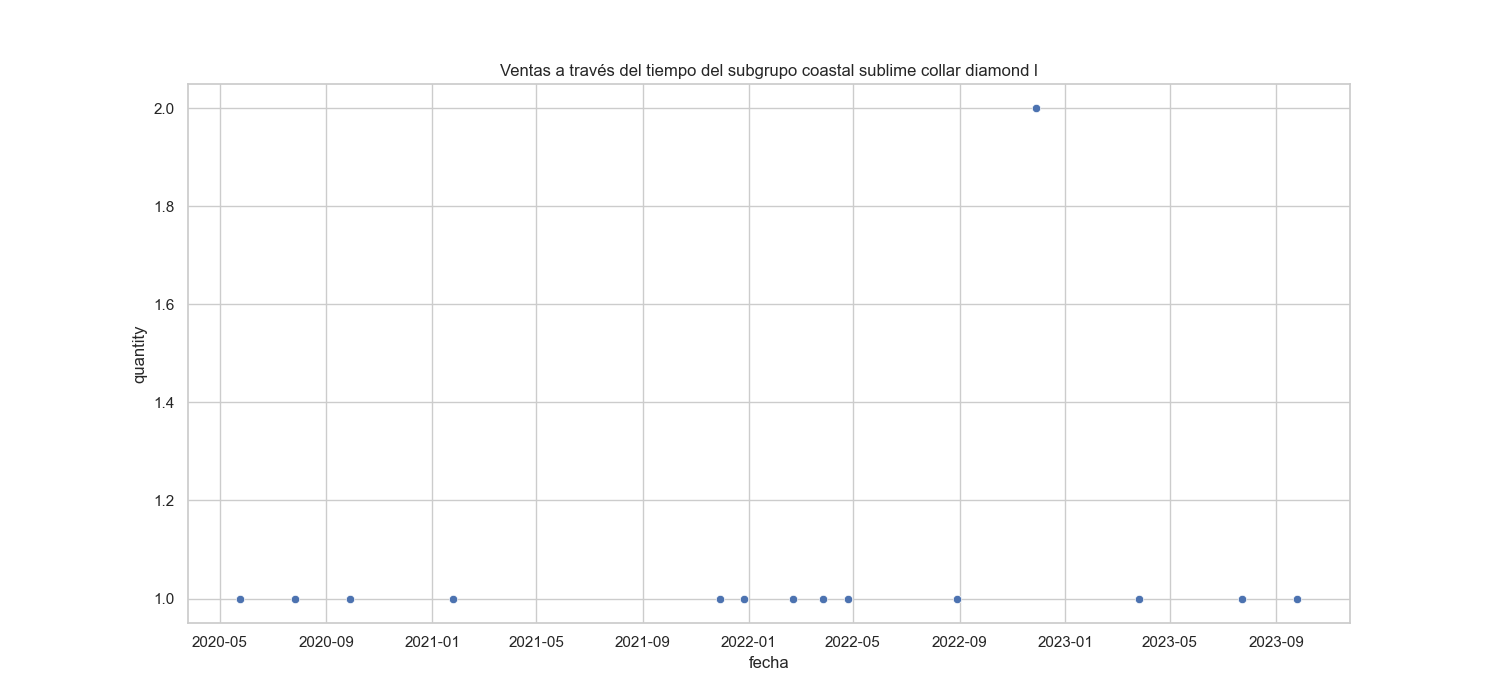 Ventas a través del tiempo del subgrupo coastal sublime collar diamond l
2.0
1.8
1.6
1.4
1.2
1.0
quantity
2020-05 2020-09 2021-01 2021-05 2021-09 2022-01 2022-05 2022-09 2023-01 2023-05 2023-09
fecha